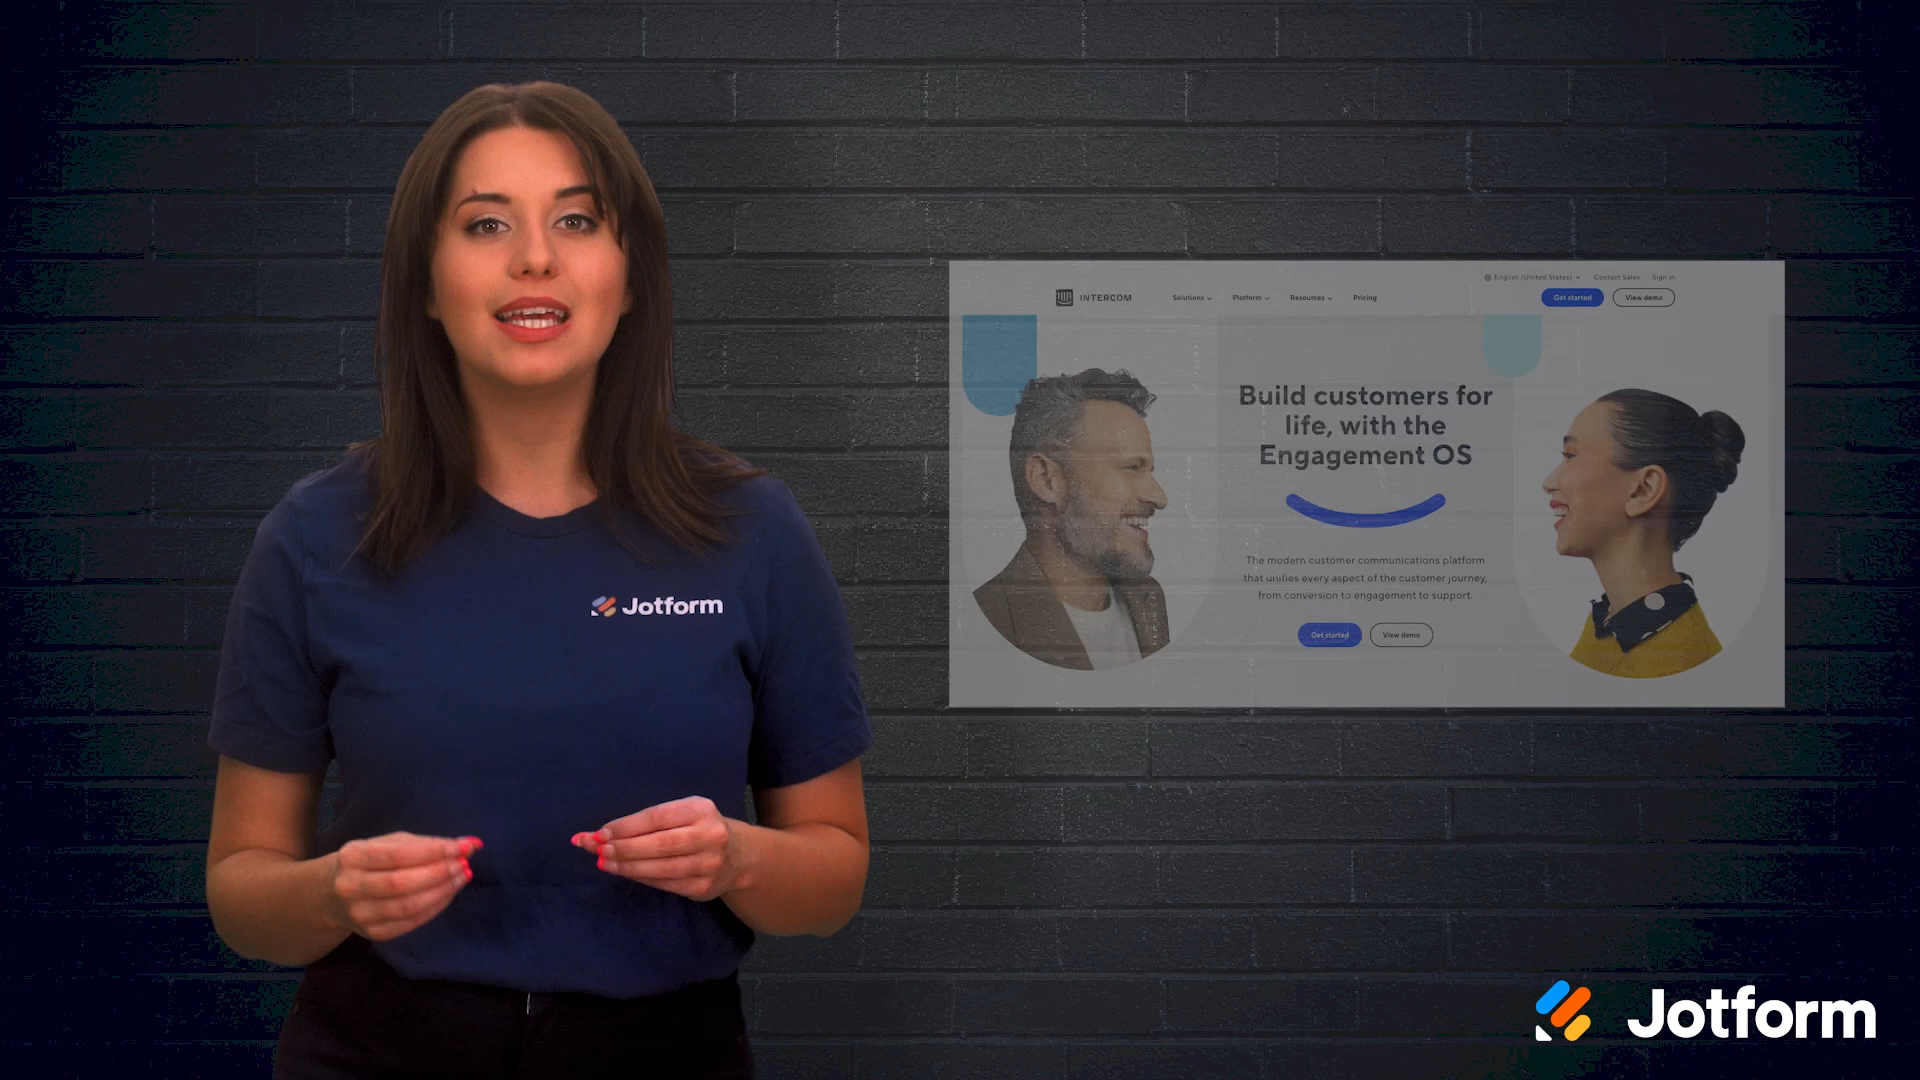 English (United States) Contact Sales Sign in
INTERCOM Solutions Platform Resources Pricing Get started View demo
Build customers for
life, with the
Engagement OS
The modern customer communications platform
that unifies every aspect of the customer journey,
from conversion to engagement to support.
Get started View demo
Jotform
Jotform